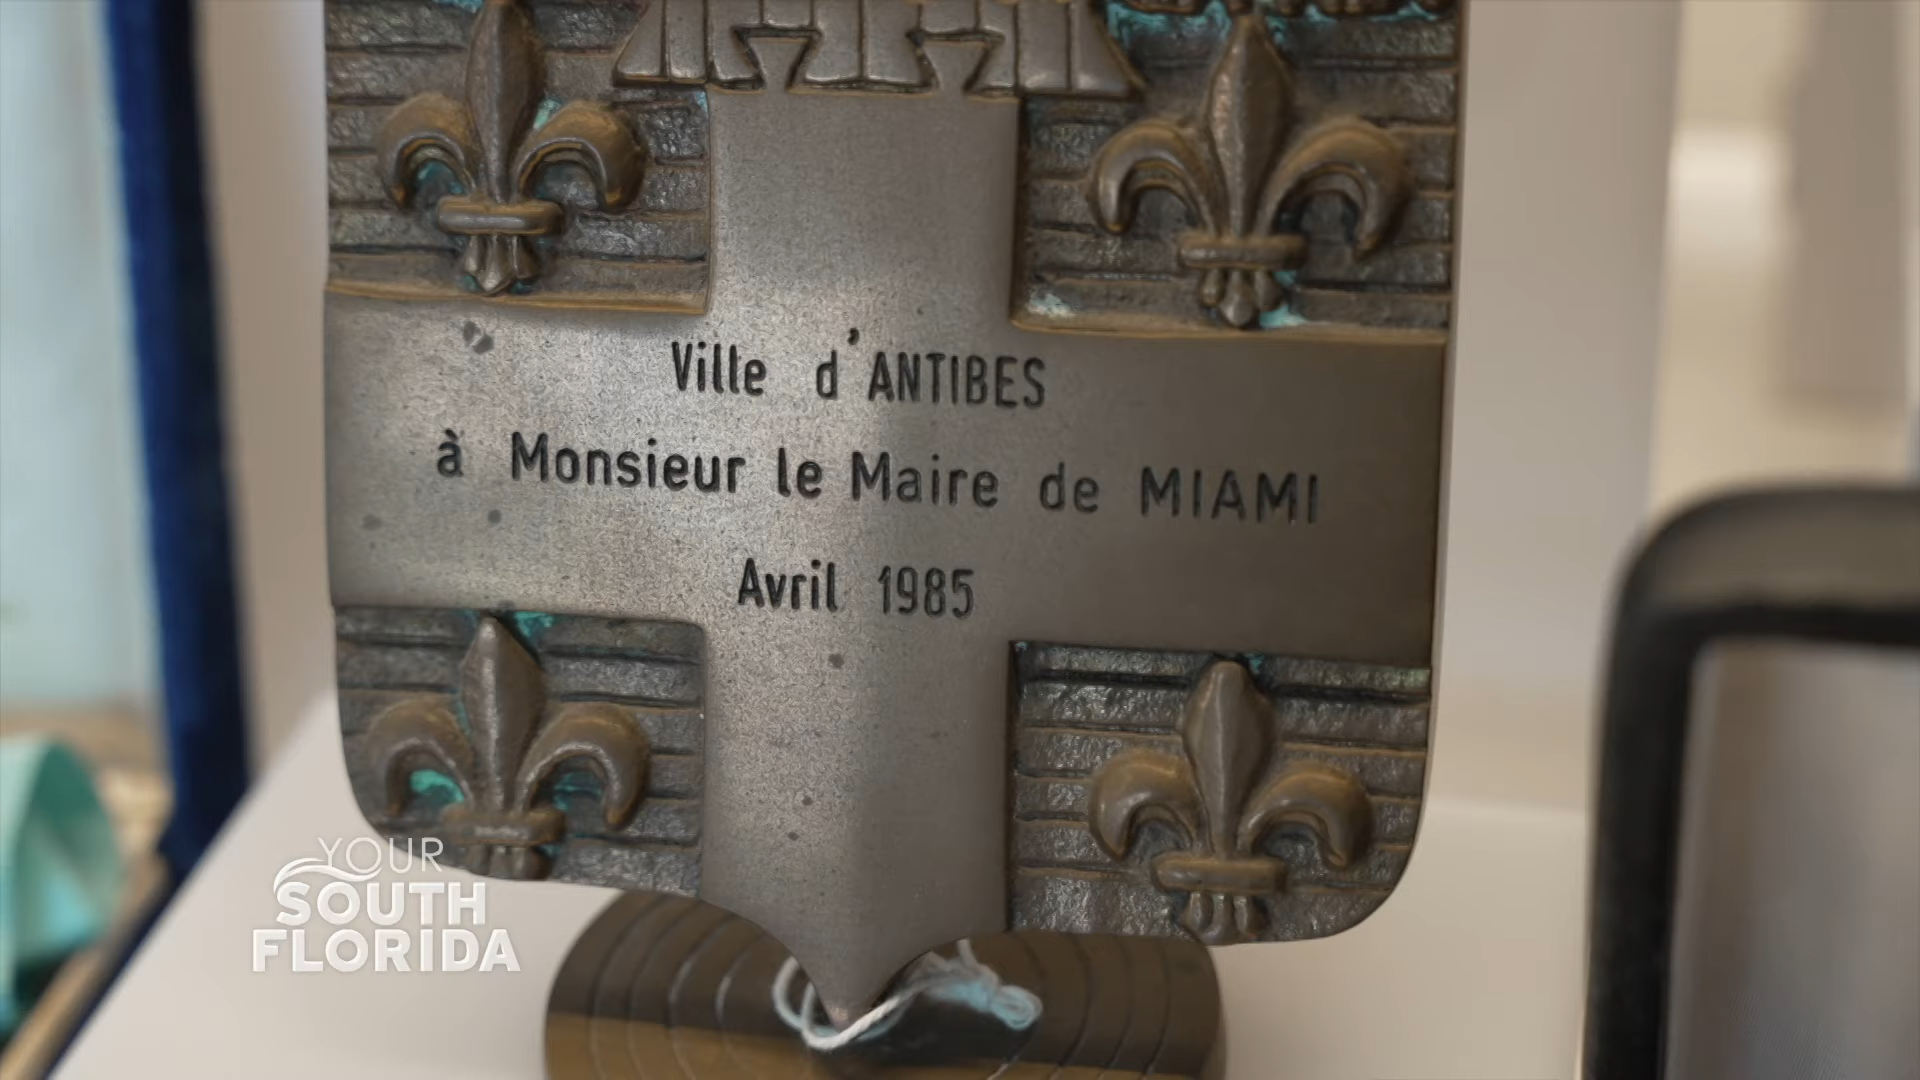 Ville d'ANTIBES
à Monsieur le Maire de MIAMI
Avril 1985
YOUR
SOUTH
FLORIDA